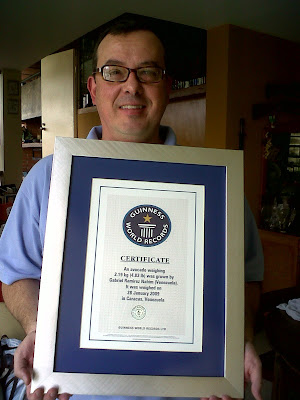 GUINNESS
WORLD RECORDS
CERTIFICATE
An avocado weighing
2.19 kg (4.83 lb) was grown by
Gabriel Ramirez Nahim (Venezuela).
It was weighed on
28 January 2009
in Caracas, Venezuela
GUINNESS WORLD RECORDS LTD